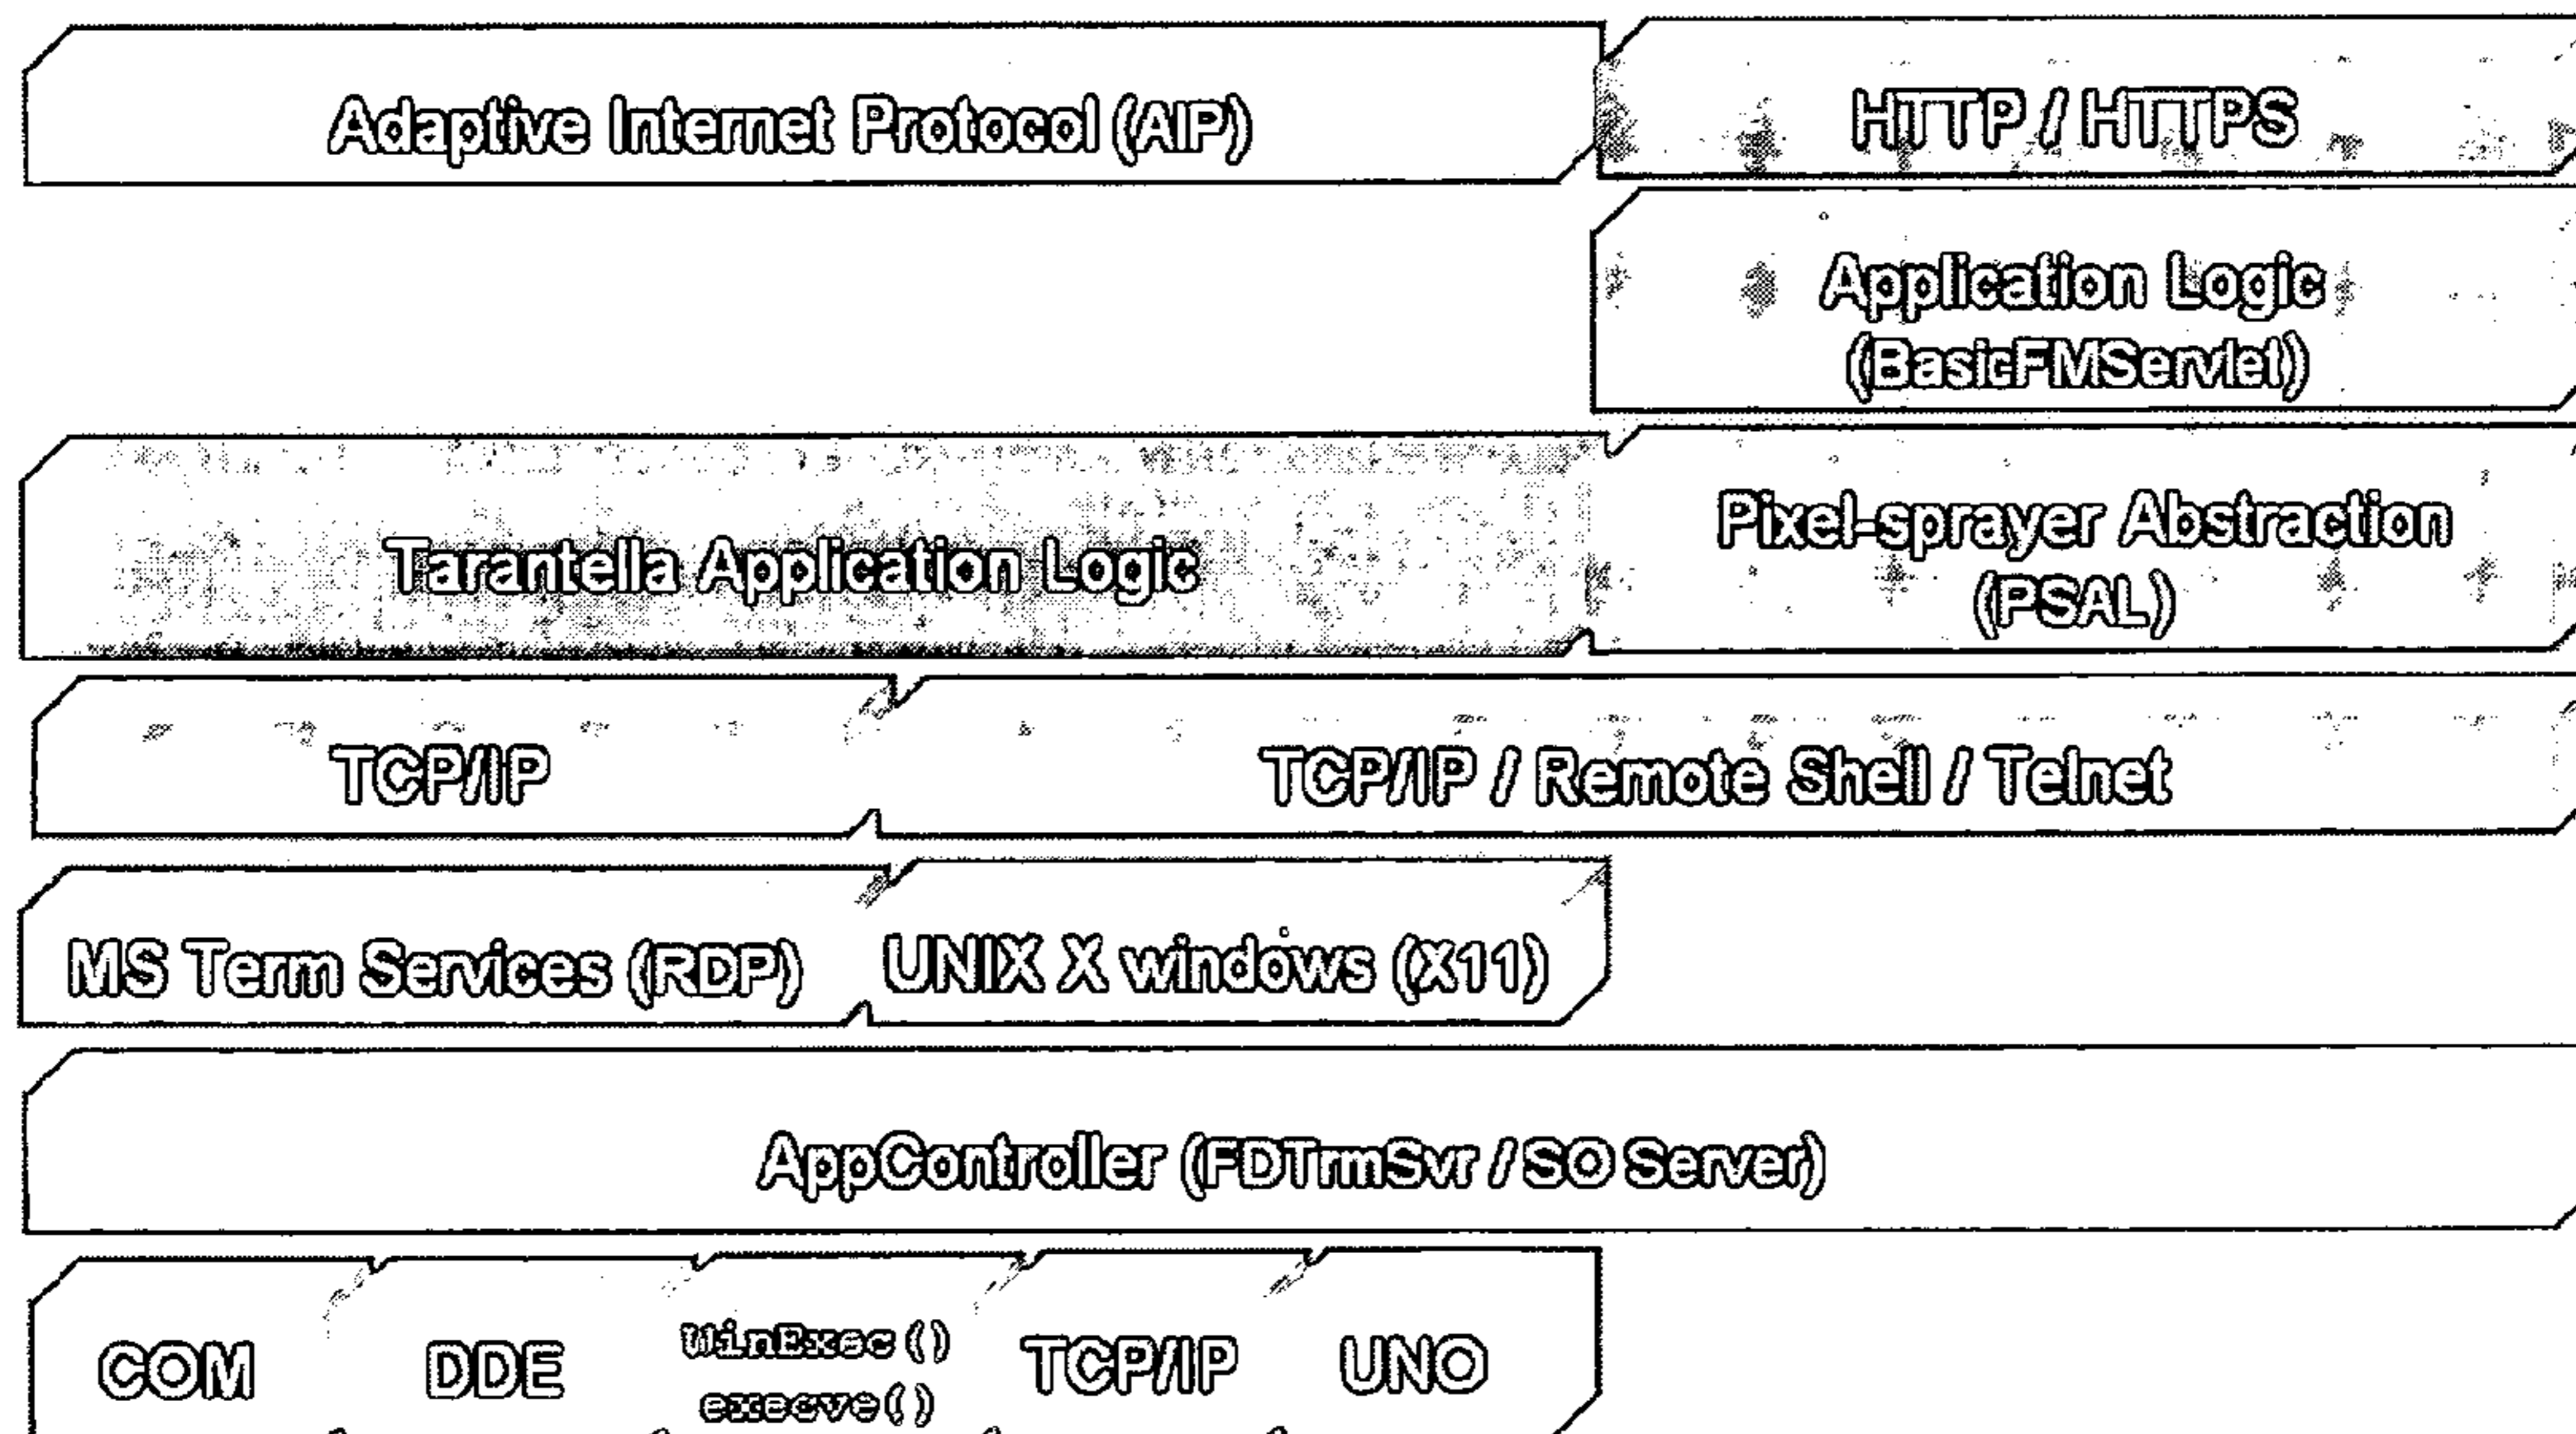 Adaptive Internet Protocol (AIP)
HTTP / HTTPS
Application Logic
(BasicFMServlet)
Tarantella Application Logic
Pixel-sprayer Abstraction
(PSAL)
TCP/IP
TCP/IP / Remote Shell / Telnet
MS Term Services (RDP)
UNIX X windows (X11)
AppController (FDTrmSvr / SO Server)
COM
DDE
WinExec()
execve()
TCP/IP
UNO